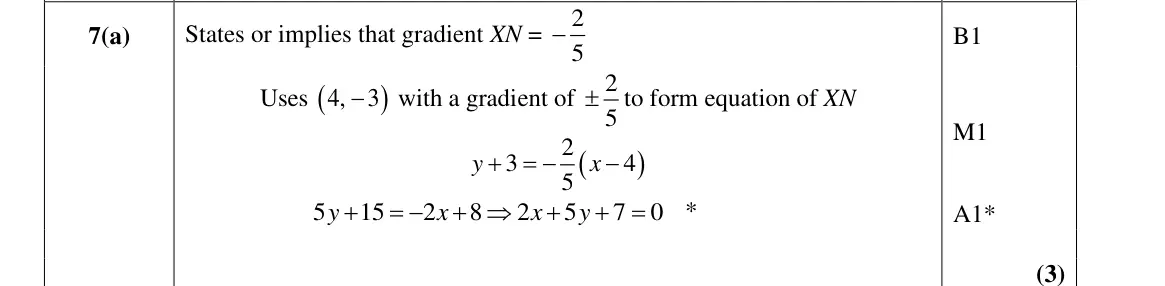 7(a) States or implies that gradient XN = −2/5 B1
Uses (4, −3) with a gradient of ±2/5 to form equation of XN
M1
y + 3 = −2/5 (x − 4)
5y + 15 = −2x + 8 ⇒ 2x + 5y + 7 = 0 * A1*
(3)